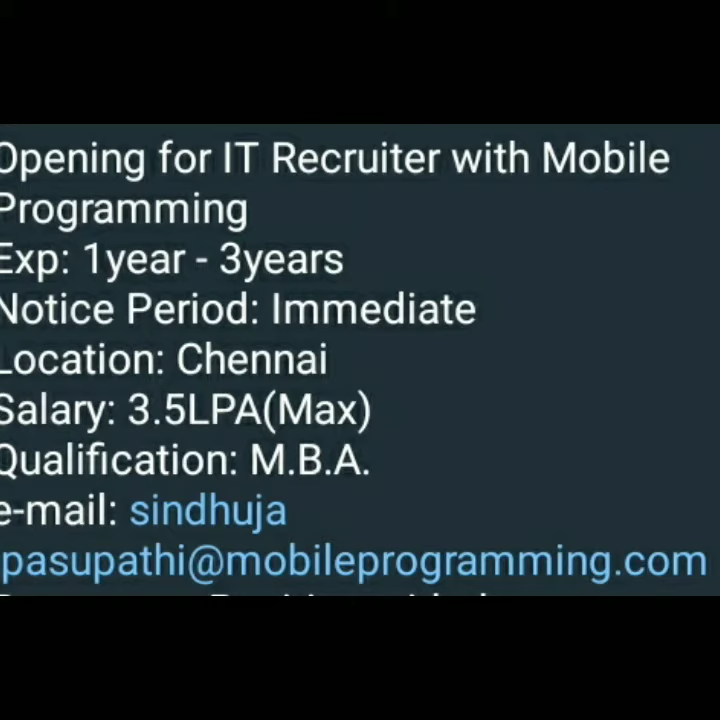 Opening for IT Recruiter with Mobile
Programming
Exp: 1year - 3years
Notice Period: Immediate
Location: Chennai
Salary: 3.5LPA(Max)
Qualification: M.B.A.
e-mail: sindhuja
pasupathi@mobileprogramming.com